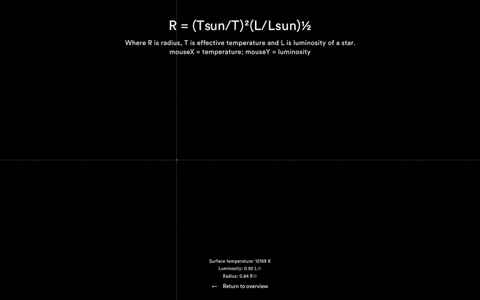 R = (Tsun/T)²(L/Lsun)½
Where R is radius, T is effective temperature and L is luminosity of a star.
mouseX = temperature; mouseY = luminosity
Surface temperature: 12169 K
Luminosity: 0.92 L☉
Radius: 0.84 R☉
← Return to overview